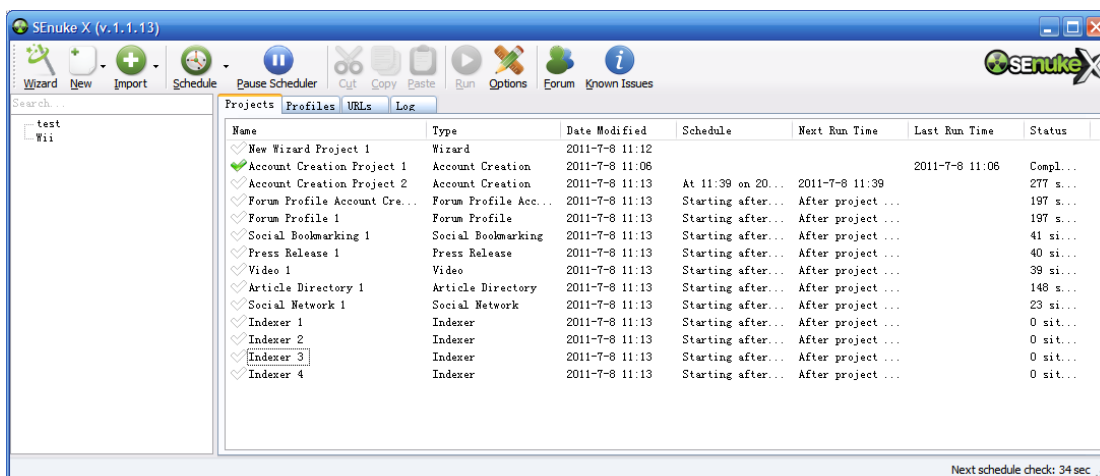 SEnuke X (v.1.1.13)
Wizard New Import Schedule Pause Scheduler Cut Copy Paste Run Options Forum Known Issues
SENUKE X
Search...
test
Wii
Projects Profiles URLs Log
Name Type Date Modified Schedule Next Run Time Last Run Time Status
New Wizard Project 1 Wizard 2011-7-8 11:12
Account Creation Project 1 Account Creation 2011-7-8 11:06 2011-7-8 11:06 Compl...
Account Creation Project 2 Account Creation 2011-7-8 11:13 At 11:39 on 20... 2011-7-8 11:39 277 s...
Forum Profile Account Cre... Forum Profile Acc... 2011-7-8 11:13 Starting after... After project ... 197 s...
Forum Profile 1 Forum Profile 2011-7-8 11:13 Starting after... After project ... 197 s...
Social Bookmarking 1 Social Bookmarking 2011-7-8 11:13 Starting after... After project ... 41 si...
Press Release 1 Press Release 2011-7-8 11:13 Starting after... After project ... 40 si...
Video 1 Video 2011-7-8 11:13 Starting after... After project ... 39 si...
Article Directory 1 Article Directory 2011-7-8 11:13 Starting after... After project ... 148 s...
Social Network 1 Social Network 2011-7-8 11:13 Starting after... After project ... 23 si...
Indexer 1 Indexer 2011-7-8 11:13 Starting after... After project ... 0 sit...
Indexer 2 Indexer 2011-7-8 11:13 Starting after... After project ... 0 sit...
Indexer 3 Indexer 2011-7-8 11:13 Starting after... After project ... 0 sit...
Indexer 4 Indexer 2011-7-8 11:13 Starting after... After project ... 0 sit...
Next schedule check: 34 sec